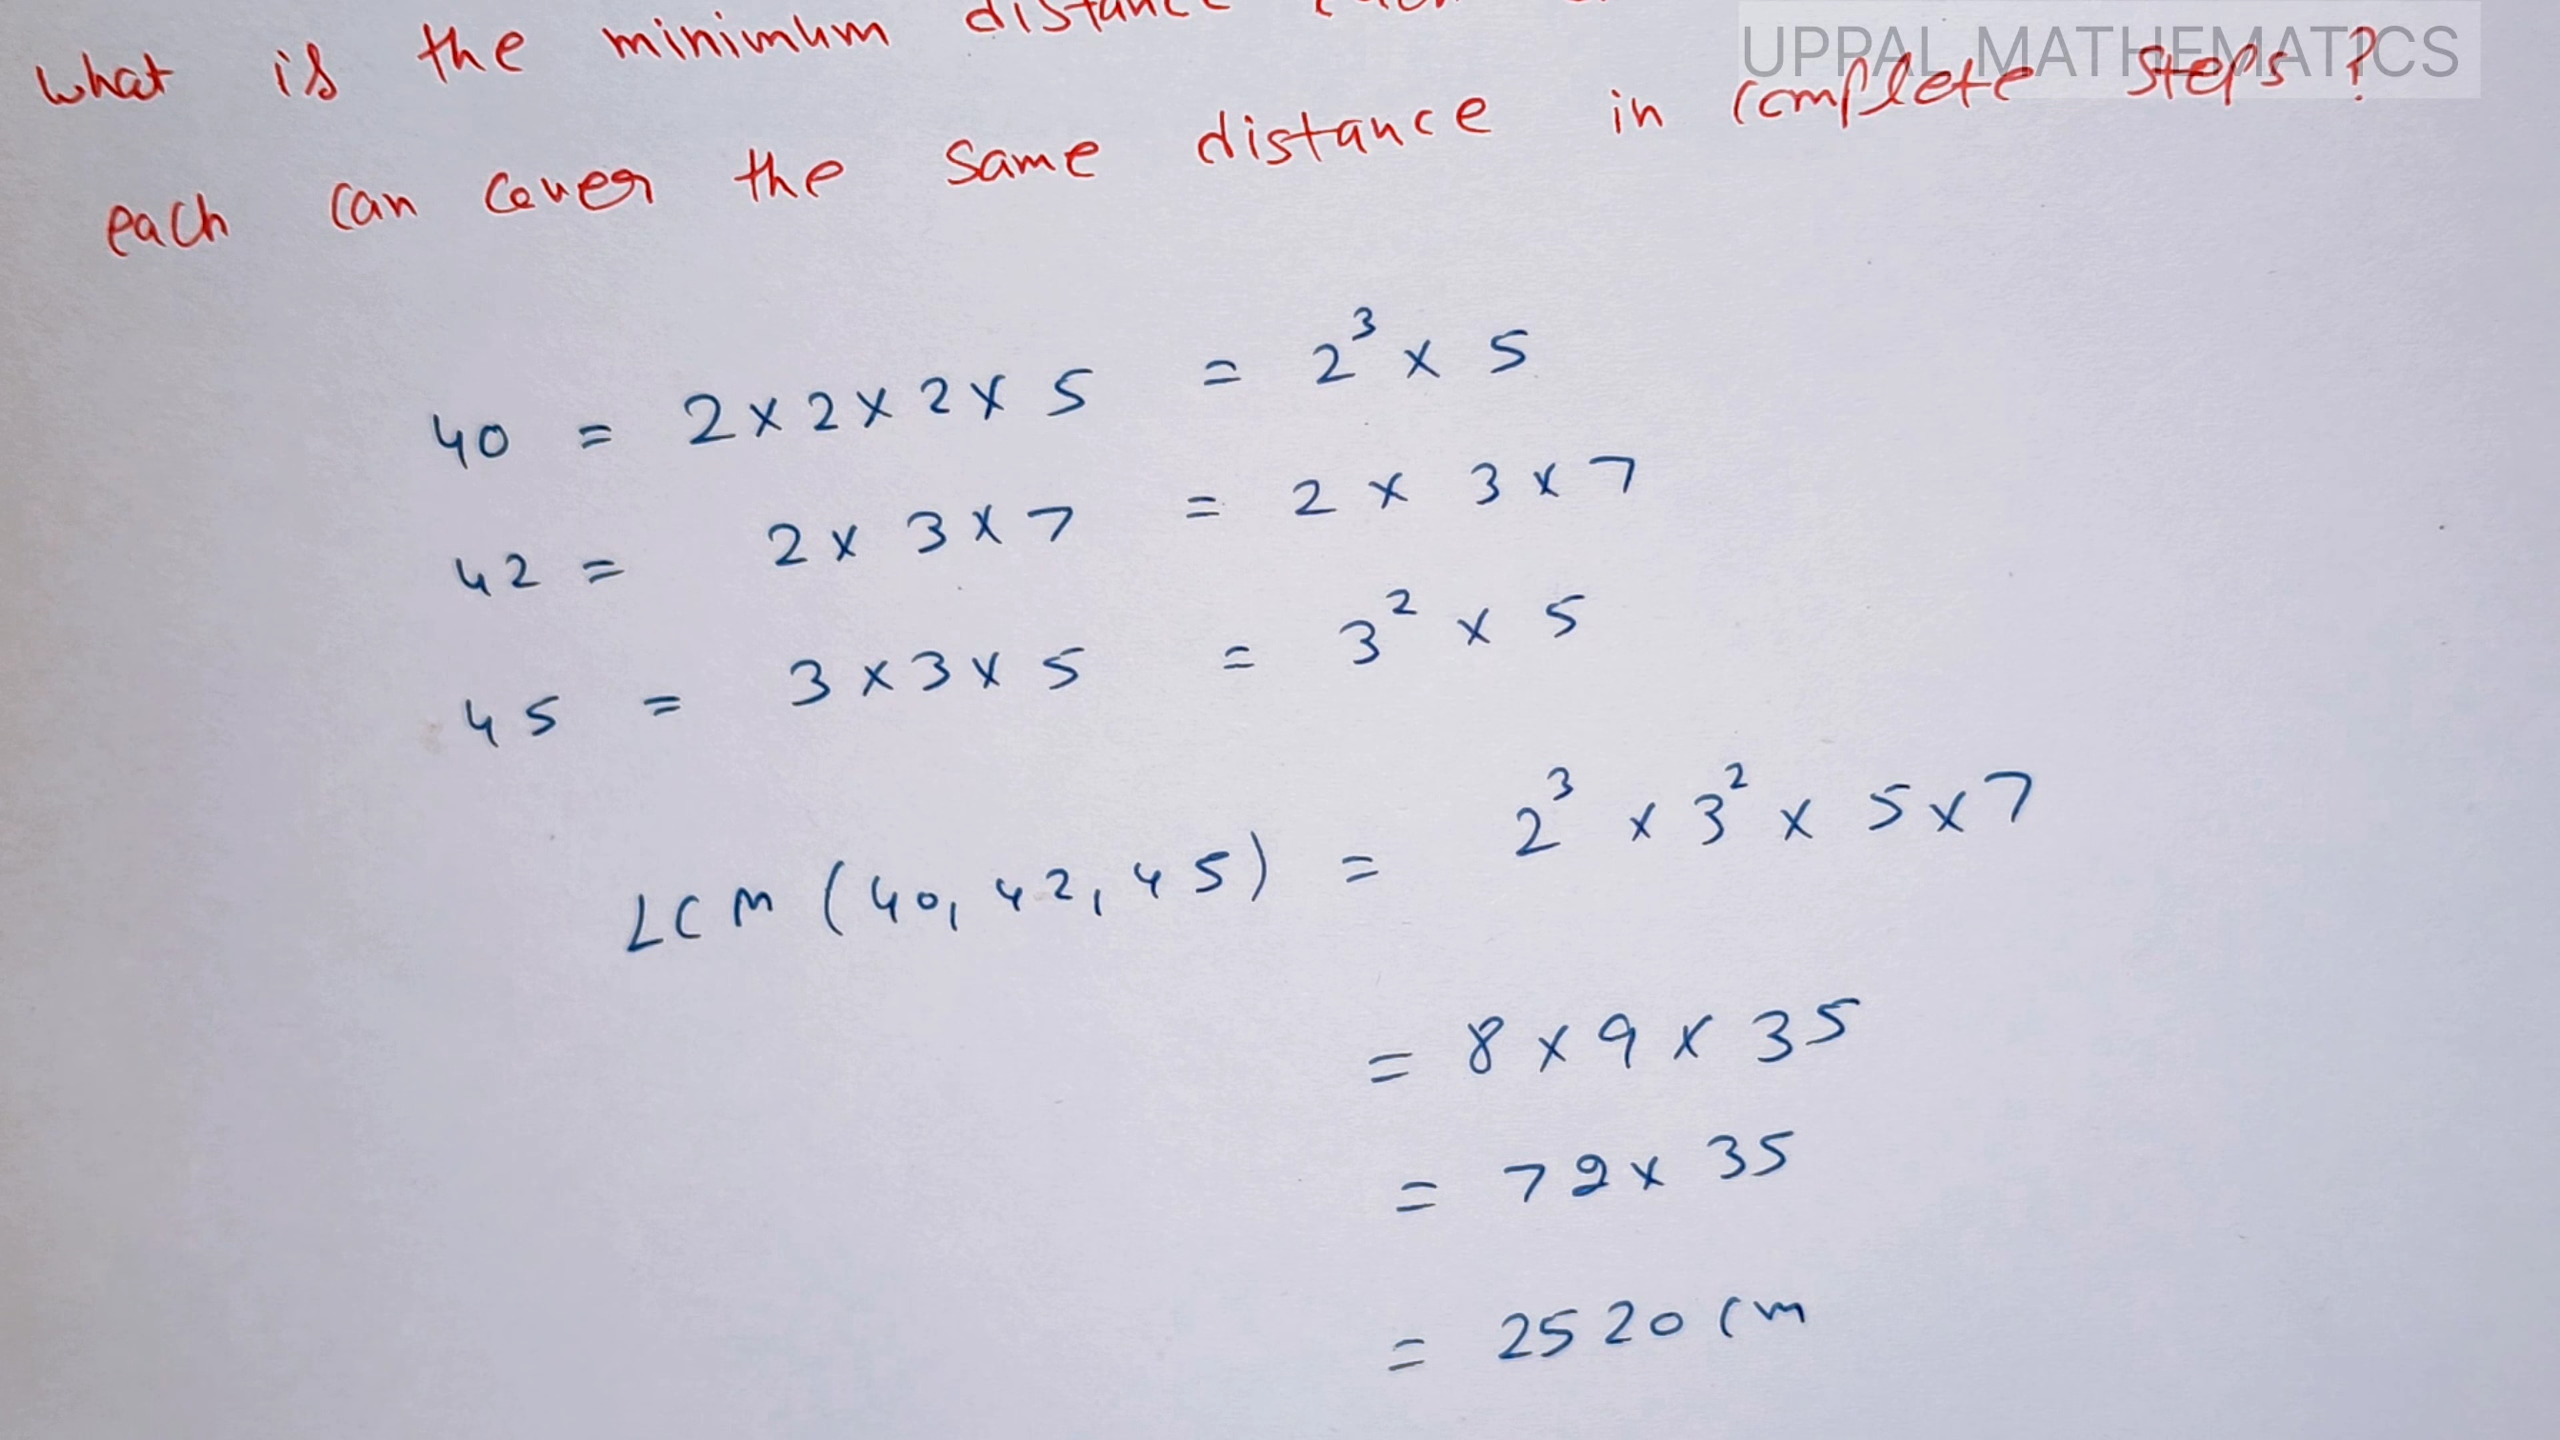 What is the minimum distance
UPPAL MATHEMATICS
each can cover the same distance in complete steps?
40 = 2 × 2 × 2 × 5 = 2³ × 5
42 = 2 × 3 × 7 = 2 × 3 × 7
45 = 3 × 3 × 5 = 3² × 5
LCM (40, 42, 45) = 2³ × 3² × 5 × 7
= 8 × 9 × 35
= 72 × 35
= 2520 cm